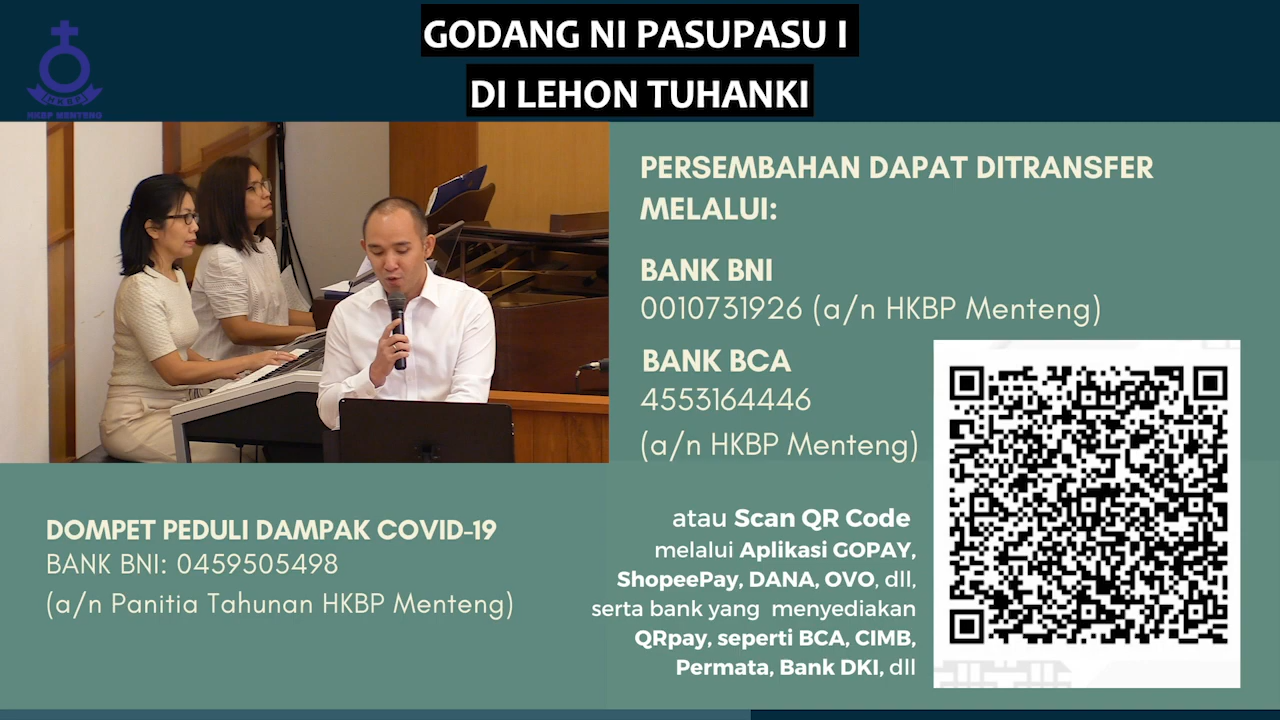 GODANG NI PASUPASU I
DI LEHON TUHANKI
HKBP
HKBP MENTENG
PERSEMBAHAN DAPAT DITRANSFER
MELALUI:
BANK BNI
0010731926 (a/n HKBP Menteng)
BANK BCA
4553164446
(a/n HKBP Menteng)
DOMPET PEDULI DAMPAK COVID-19
BANK BNI: 0459505498
(a/n Panitia Tahunan HKBP Menteng)
atau Scan QR Code
melalui Aplikasi GOPAY,
ShopeePay, DANA, OVO, dll,
serta bank yang menyediakan
QRpay, seperti BCA, CIMB,
Permata, Bank DKI, dll